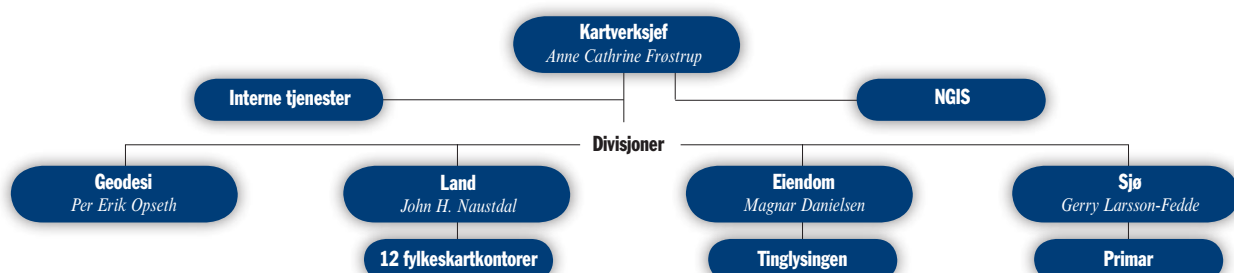 Kartverksjef
Anne Cathrine Frøstrup
Interne tjenester
NGIS
Divisjoner
Geodesi
Per Erik Opseth
Land
John H. Naustdal
Eiendom
Magnar Danielsen
Sjø
Gerry Larsson-Fedde
12 fylkeskartkontorer
Tinglysingen
Primar